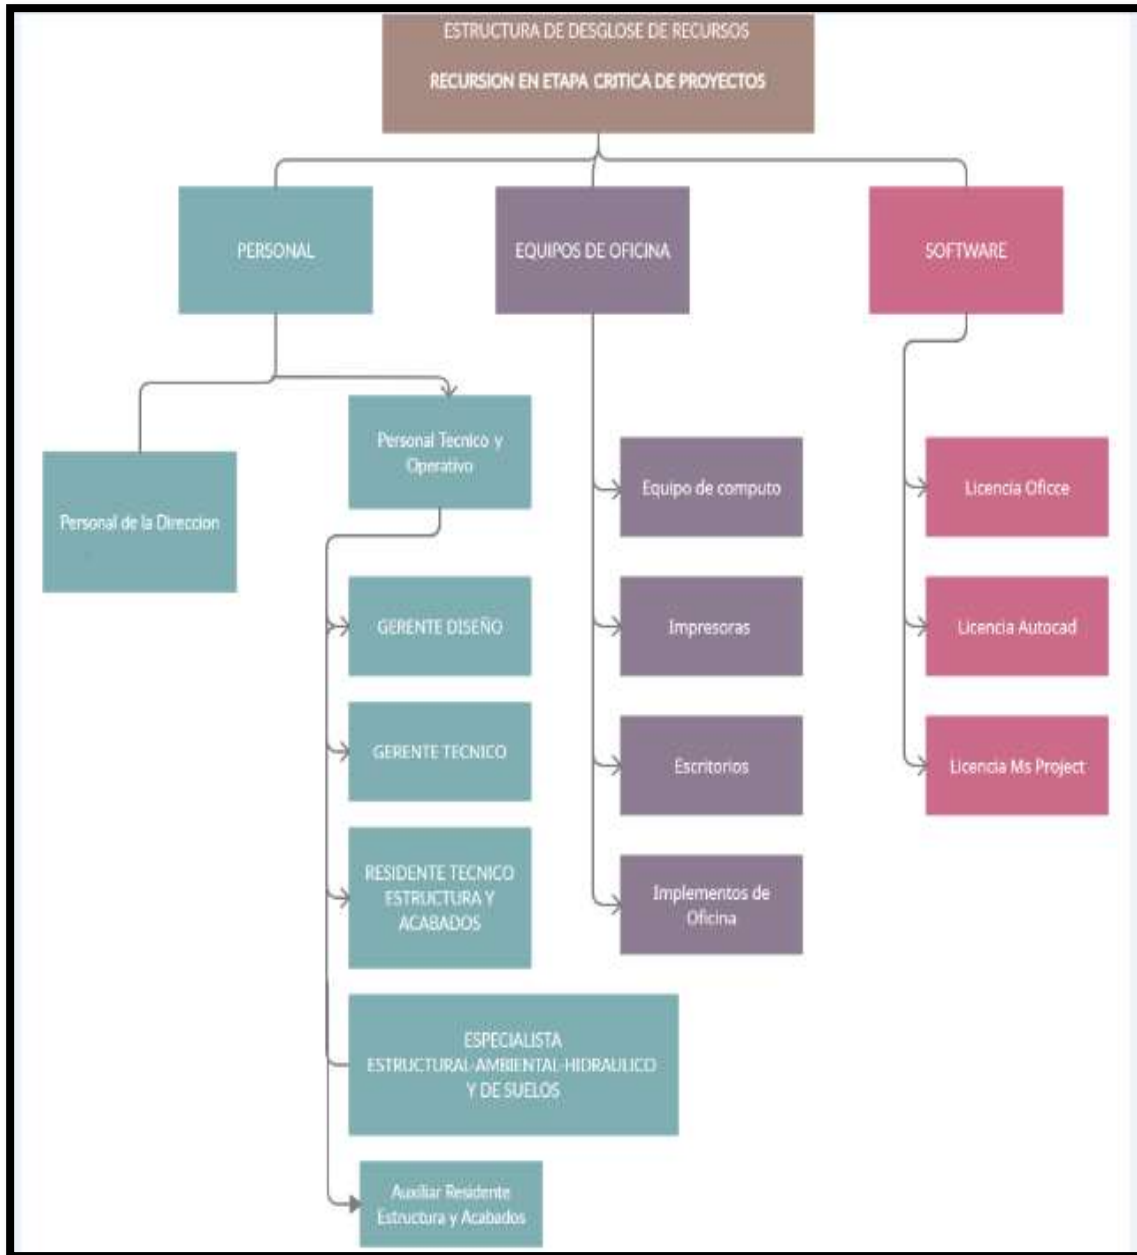 ESTRUCTURA DE DESGLOSE DE RECURSOS
RECURSION EN ETAPA CRITICA DE PROYECTOS
PERSONAL
EQUIPOS DE OFICINA
SOFTWARE
Personal de la Direccion
Personal Tecnico y
Operativo
GERENTE DISEÑO
GERENTE TECNICO
RESIDENTE TECNICO
ESTRUCTURA Y
ACABADOS
ESPECIALISTA
ESTRUCTURAL-AMBIENTAL-HIDRAULICO
Y DE SUELOS
Auxiliar Residente
Estructura y Acabados
Equipo de computo
Impresoras
Escritorios
Implementos de
Oficina
Licencia Oficce
Licencia Autocad
Licencia Ms Project